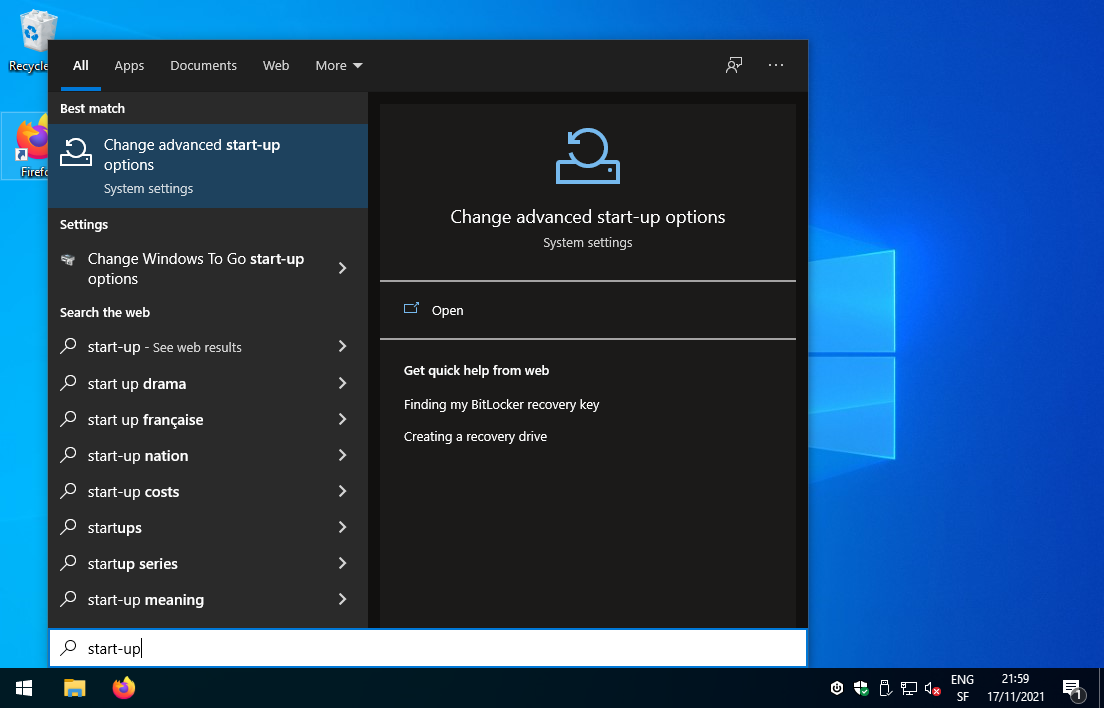 Recycle
Firefo
All
Apps
Documents
Web
More
Best match
Change advanced start-up
options
System settings
Settings
Change Windows To Go start-up
options
Search the web
start-up - See web results
start up drama
start up française
start-up nation
start-up costs
startups
startup series
start-up meaning
Change advanced start-up options
System settings
Open
Get quick help from web
Finding my BitLocker recovery key
Creating a recovery drive
start-up
ENG
SF
21:59
17/11/2021
1